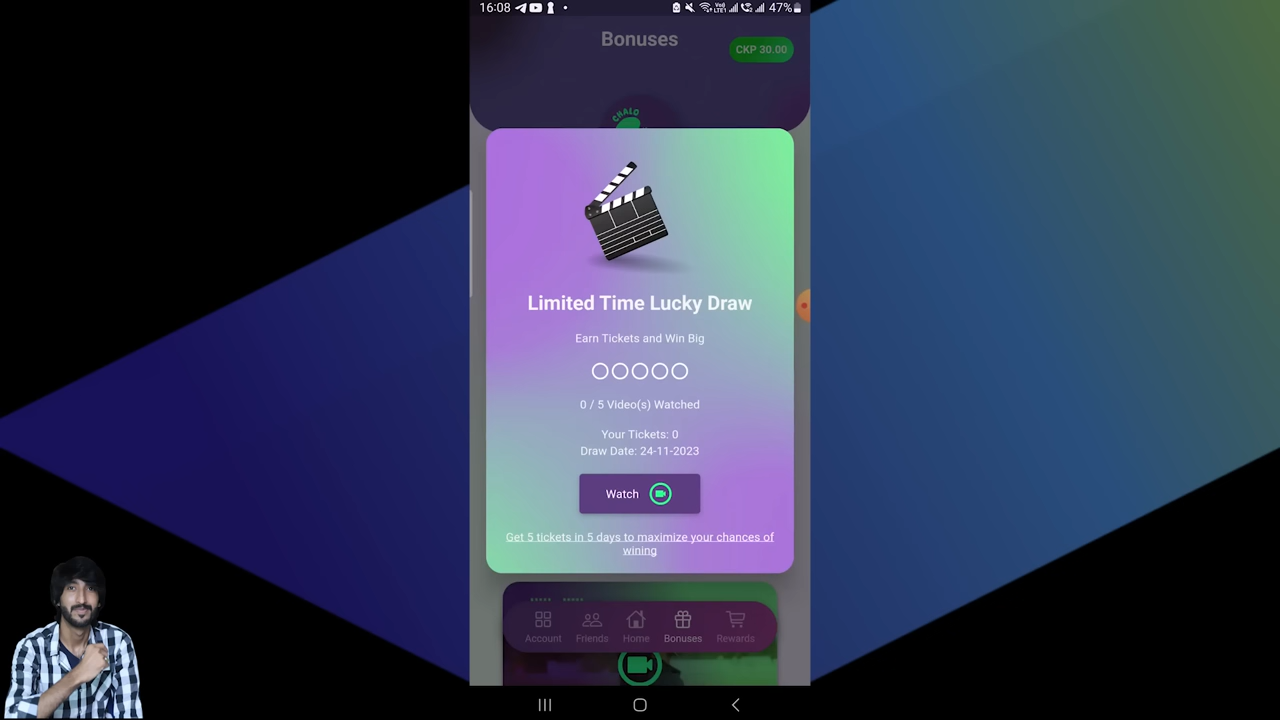 16:08
47%
Bonuses
CKP 30.00
CHALO
Limited Time Lucky Draw
Earn Tickets and Win Big
0 / 5 Video(s) Watched
Your Tickets: 0
Draw Date: 24-11-2023
Watch
Get 5 tickets in 5 days to maximize your chances of
wining
Account Friends Home Bonuses Rewards